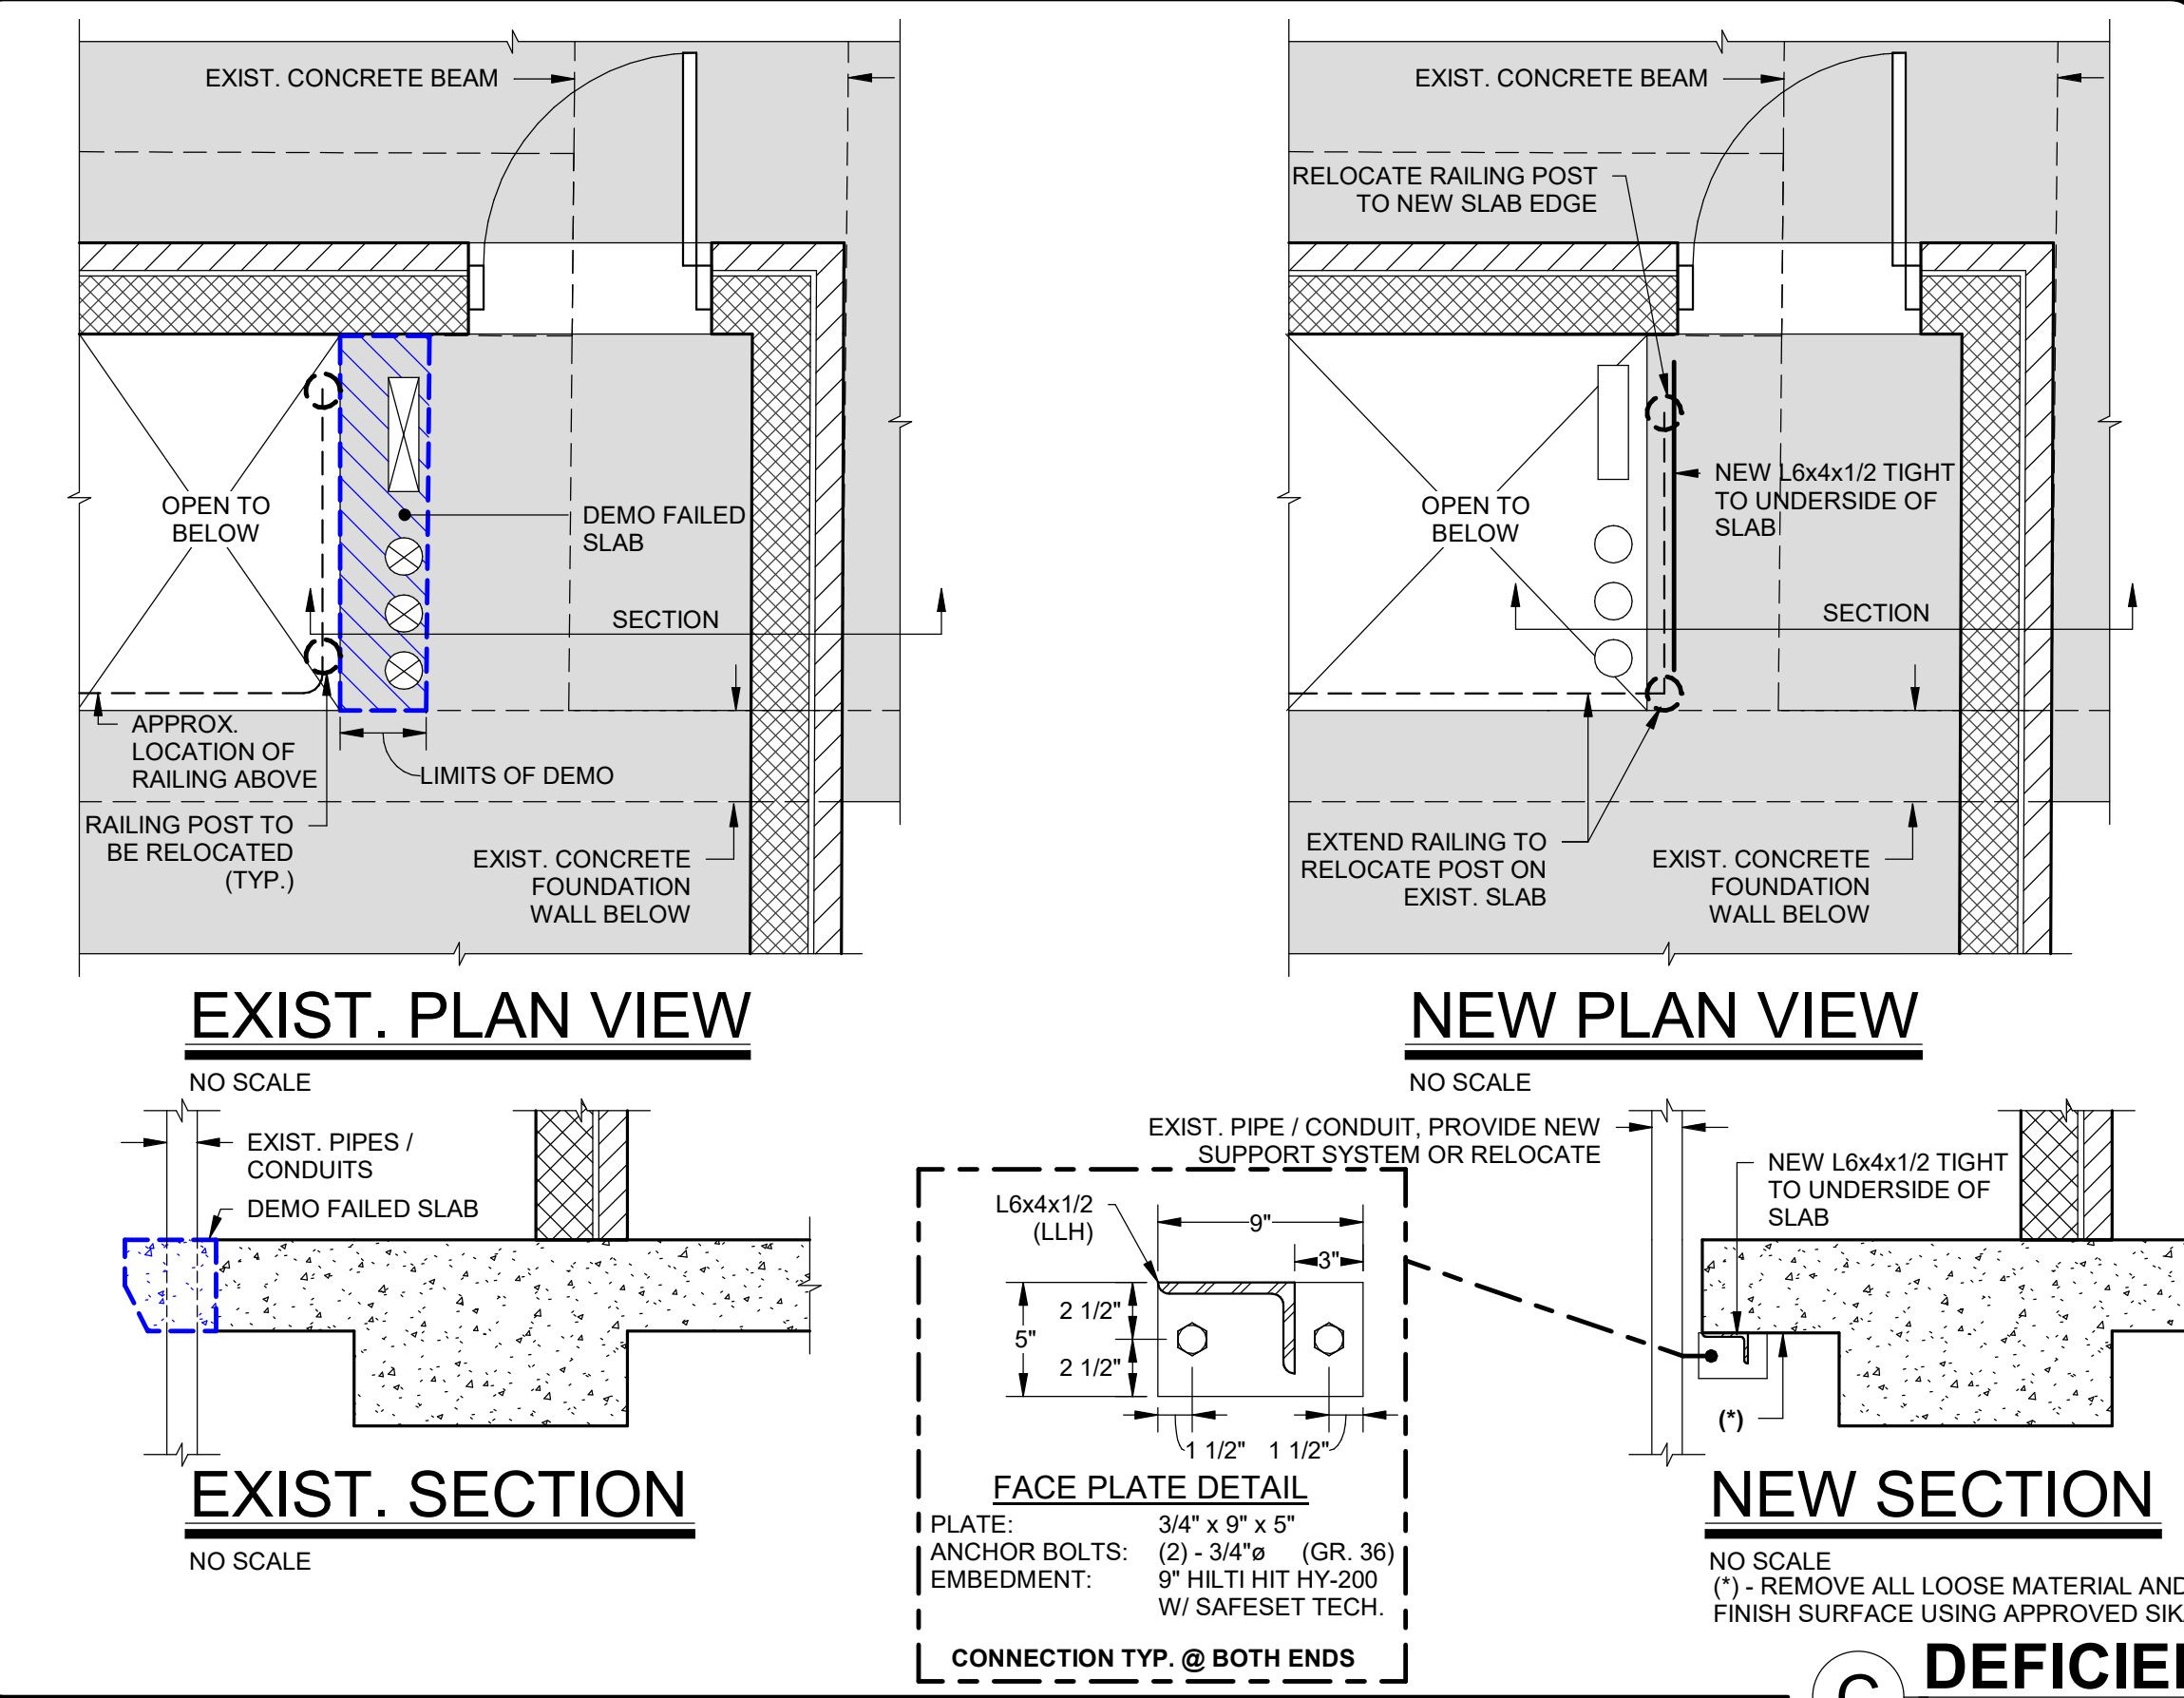 EXIST. CONCRETE BEAM
OPEN TO
BELOW
DEMO FAILED
SLAB
SECTION
APPROX.
LOCATION OF
RAILING ABOVE
LIMITS OF DEMO
RAILING POST TO
BE RELOCATED
(TYP.)
EXIST. CONCRETE
FOUNDATION
WALL BELOW
EXIST. PLAN VIEW
NO SCALE
EXIST. CONCRETE BEAM
RELOCATE RAILING POST
TO NEW SLAB EDGE
OPEN TO
BELOW
NEW L6x4x1/2 TIGHT
TO UNDERSIDE OF
SLAB
SECTION
EXTEND RAILING TO
RELOCATE POST ON
EXIST. SLAB
EXIST. CONCRETE
FOUNDATION
WALL BELOW
NEW PLAN VIEW
NO SCALE
EXIST. PIPES /
CONDUITS
DEMO FAILED SLAB
EXIST. SECTION
NO SCALE
EXIST. PIPE / CONDUIT, PROVIDE NEW
SUPPORT SYSTEM OR RELOCATE
L6x4x1/2
(LLH)
9"
3"
2 1/2"
5"
2 1/2"
1 1/2" 1 1/2"
FACE PLATE DETAIL
PLATE: 3/4" x 9" x 5"
ANCHOR BOLTS: (2) - 3/4"ø (GR. 36)
EMBEDMENT: 9" HILTI HIT HY-200
W/ SAFESET TECH.
CONNECTION TYP. @ BOTH ENDS
NEW L6x4x1/2 TIGHT
TO UNDERSIDE OF
SLAB
(*)
NEW SECTION
NO SCALE
(*) - REMOVE ALL LOOSE MATERIAL AND
FINISH SURFACE USING APPROVED
C